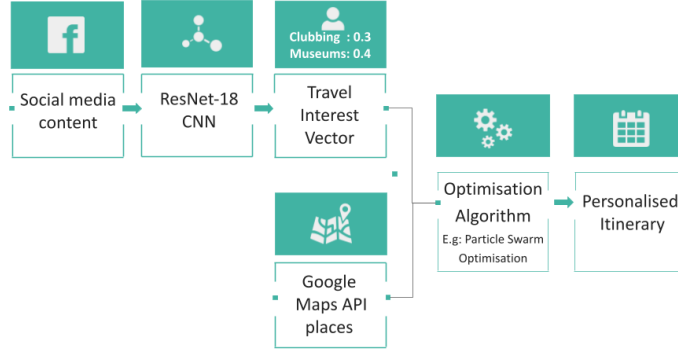 Clubbing : 0.3
Museums: 0.4
Social media
content
ResNet-18
CNN
Travel
Interest
Vector
Optimisation
Algorithm
E.g: Particle Swarm
Optimisation
Personalised
Itinerary
Google
Maps API
places